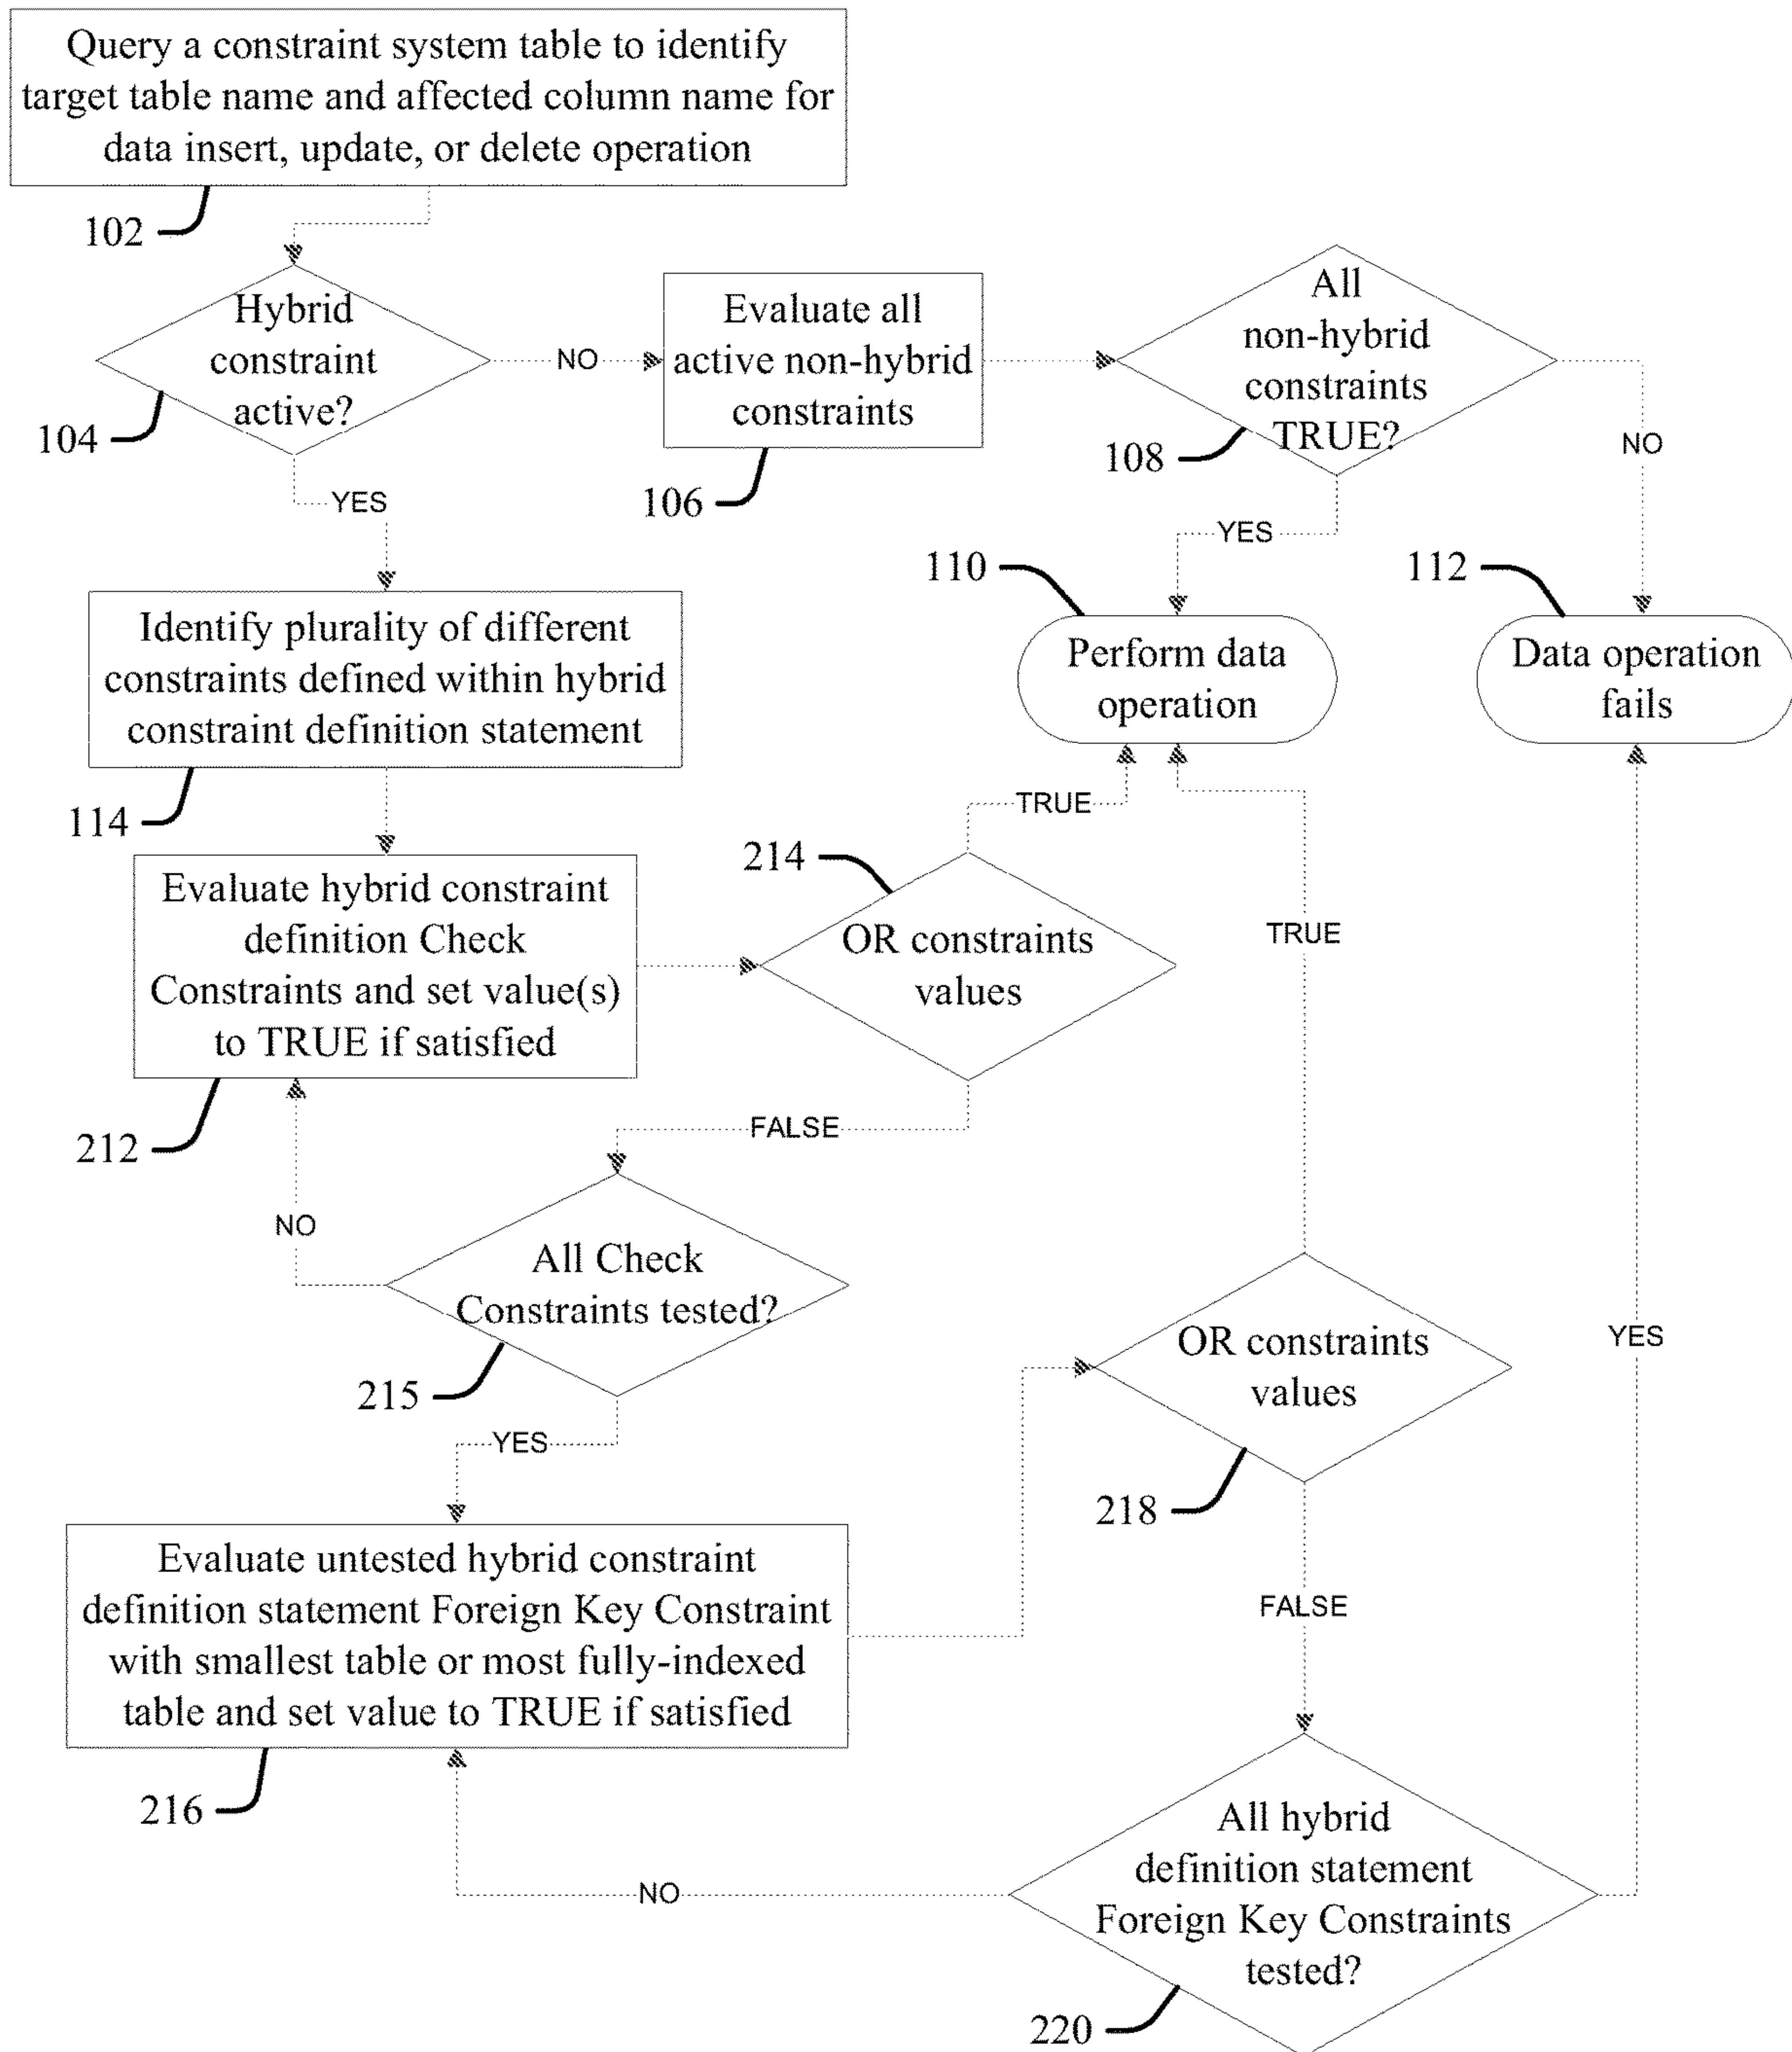 Query a constraint system table to identify
target table name and affected column name for
data insert, update, or delete operation
102
Hybrid
constraint
active?
104
NO
Evaluate all
active non-hybrid
constraints
106
All
non-hybrid
constraints
TRUE?
108
NO
YES
YES
110
Perform data
operation
112
Data operation
fails
Identify plurality of different
constraints defined within hybrid
constraint definition statement
114
TRUE
Evaluate hybrid constraint
definition Check
Constraints and set value(s)
to TRUE if satisfied
212
214
OR constraints
values
TRUE
FALSE
NO
All Check
Constraints tested?
215
YES
OR constraints
values
218
YES
Evaluate untested hybrid constraint
definition statement Foreign Key Constraint
with smallest table or most fully-indexed
table and set value to TRUE if satisfied
216
FALSE
All hybrid
definition statement
Foreign Key Constraints
tested?
220
NO